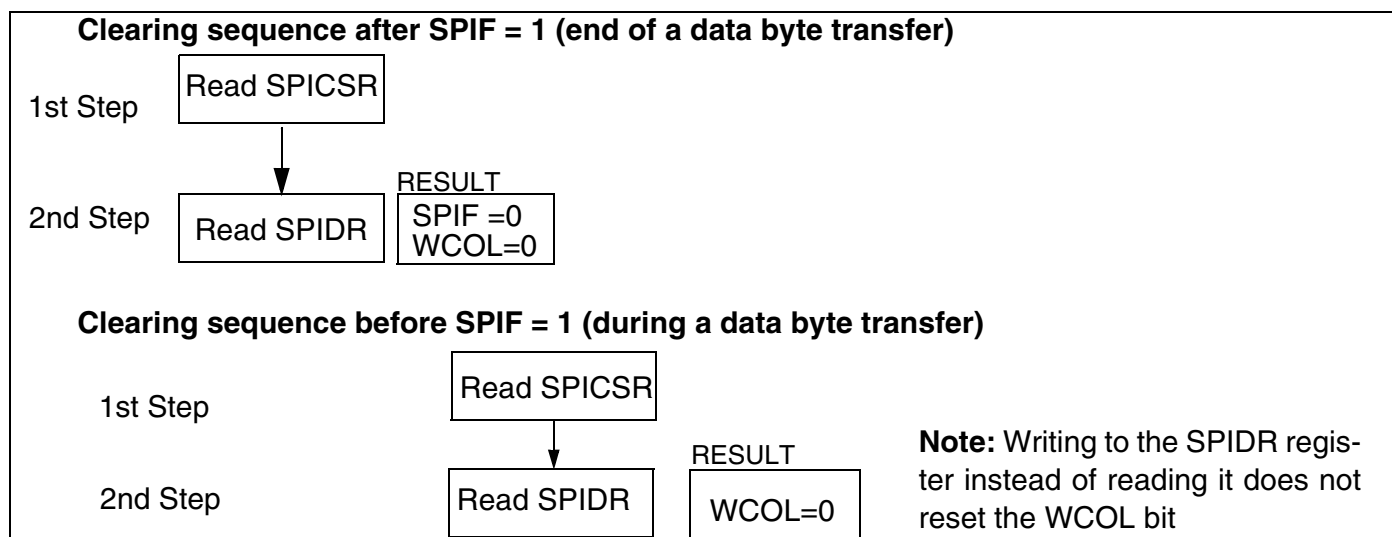 Clearing sequence after SPIF = 1 (end of a data byte transfer)
1st Step
Read SPICSR
2nd Step
Read SPIDR
RESULT
SPIF =0
WCOL=0
Clearing sequence before SPIF = 1 (during a data byte transfer)
1st Step
Read SPICSR
2nd Step
Read SPIDR
RESULT
WCOL=0
Note: Writing to the SPIDR regis-
ter instead of reading it does not
reset the WCOL bit